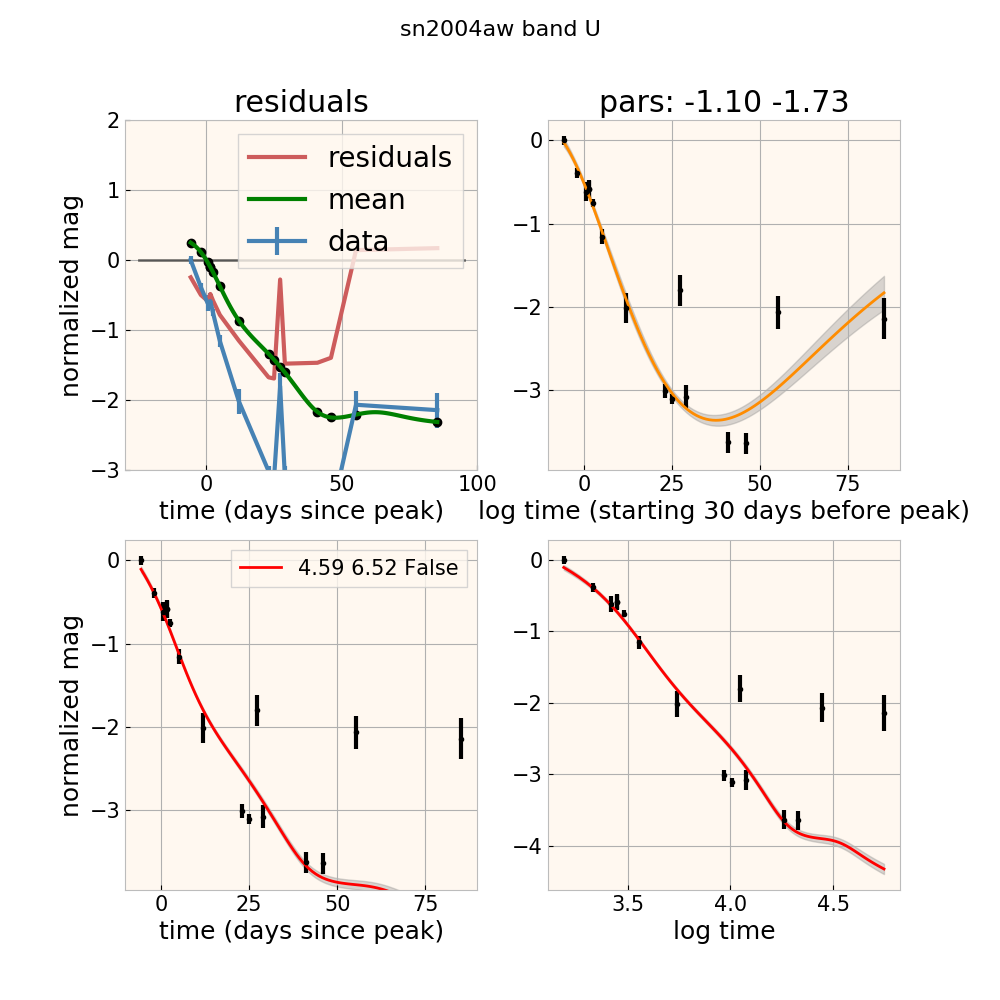 sn2004aw band U
residuals
pars: -1.10 -1.73
normalized mag
2
1
0
−1
−2
−3
residuals
mean
data
0
50
100
time (days since peak)
0
−1
−2
−3
0
25
50
75
log time (starting 30 days before peak)
normalized mag
0
−1
−2
−3
4.59 6.52 False
0
25
50
75
time (days since peak)
0
−1
−2
−3
−4
3.5
4.0
4.5
log time